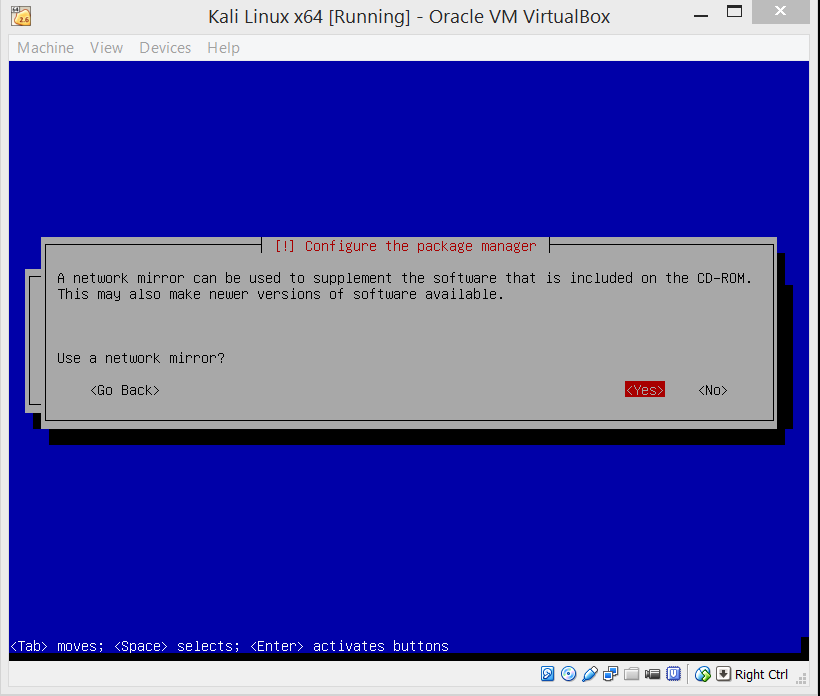 Kali Linux x64 [Running] - Oracle VM VirtualBox
Machine View Devices Help
[!] Configure the package manager
A network mirror can be used to supplement the software that is included on the CD-ROM.
This may also make newer versions of software available.
Use a network mirror?
<Go Back> <Yes> <No>
<Tab> moves; <Space> selects; <Enter> activates buttons
Right Ctrl